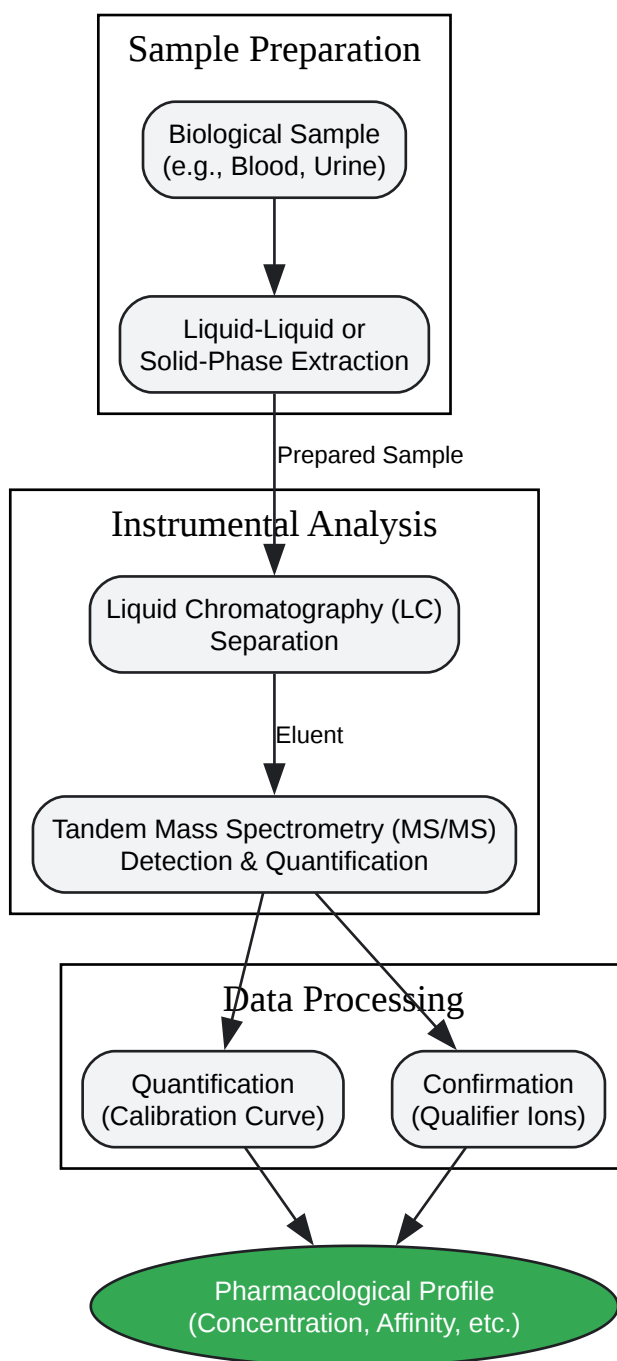 Sample Preparation
Biological Sample
(e.g., Blood, Urine)
Liquid-Liquid or
Solid-Phase Extraction
Prepared Sample
Instrumental Analysis
Liquid Chromatography (LC)
Separation
Eluent
Tandem Mass Spectrometry (MS/MS)
Detection & Quantification
Data Processing
Quantification
(Calibration Curve)
Confirmation
(Qualifier Ions)
Pharmacological Profile
(Concentration, Affinity, etc.)